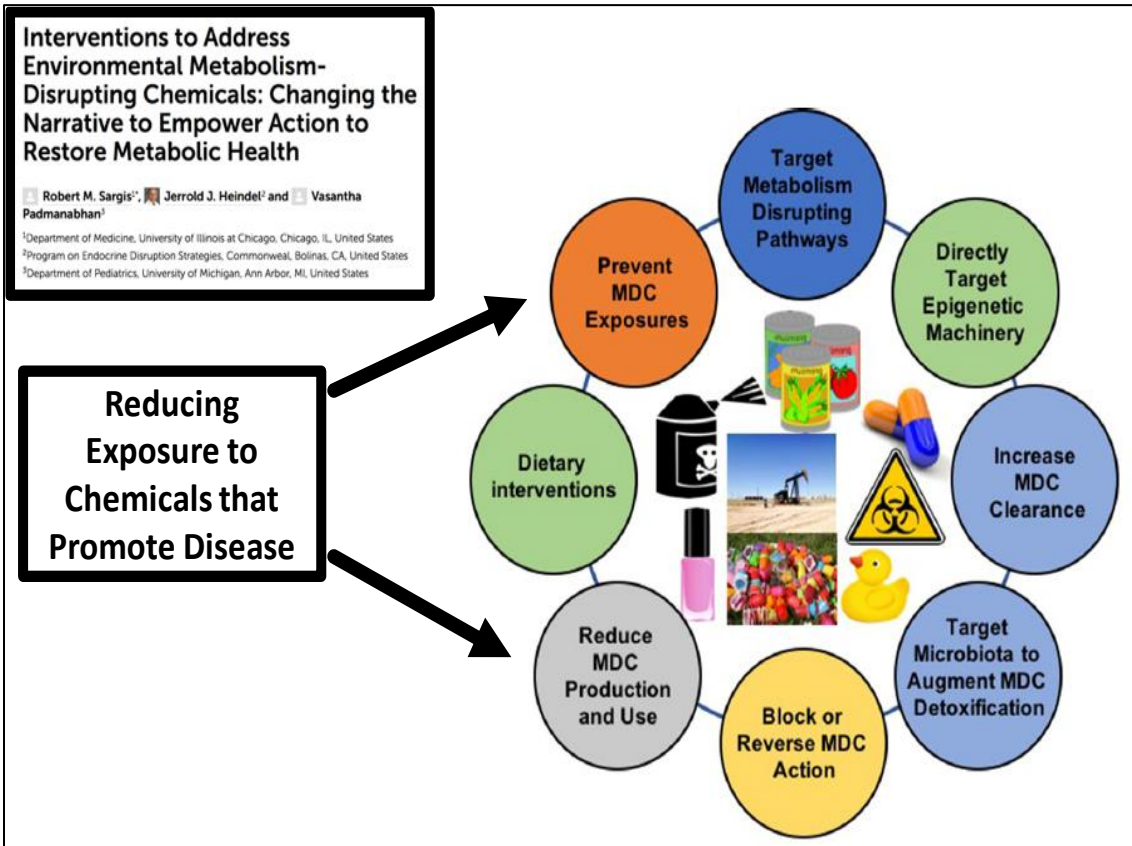 Interventions to Address
Environmental Metabolism-
Disrupting Chemicals: Changing the
Narrative to Empower Action to
Restore Metabolic Health
Robert M. Sargis¹*, Jerrold J. Heindel² and Vasantha
Padmanabhan³
¹Department of Medicine, University of Illinois at Chicago, Chicago, IL, United States
²Program on Endocrine Disruption Strategies, Commonweal, Bolinas, CA, United States
³Department of Pediatrics, University of Michigan, Ann Arbor, MI, United States
Reducing
Exposure to
Chemicals that
Promote Disease
Target
Metabolism
Disrupting
Pathways
Directly
Target
Epigenetic
Machinery
Increase
MDC
Clearance
Target
Microbiota to
Augment MDC
Detoxification
Block or
Reverse MDC
Action
Reduce
MDC
Production
and Use
Dietary
interventions
Prevent
MDC
Exposures